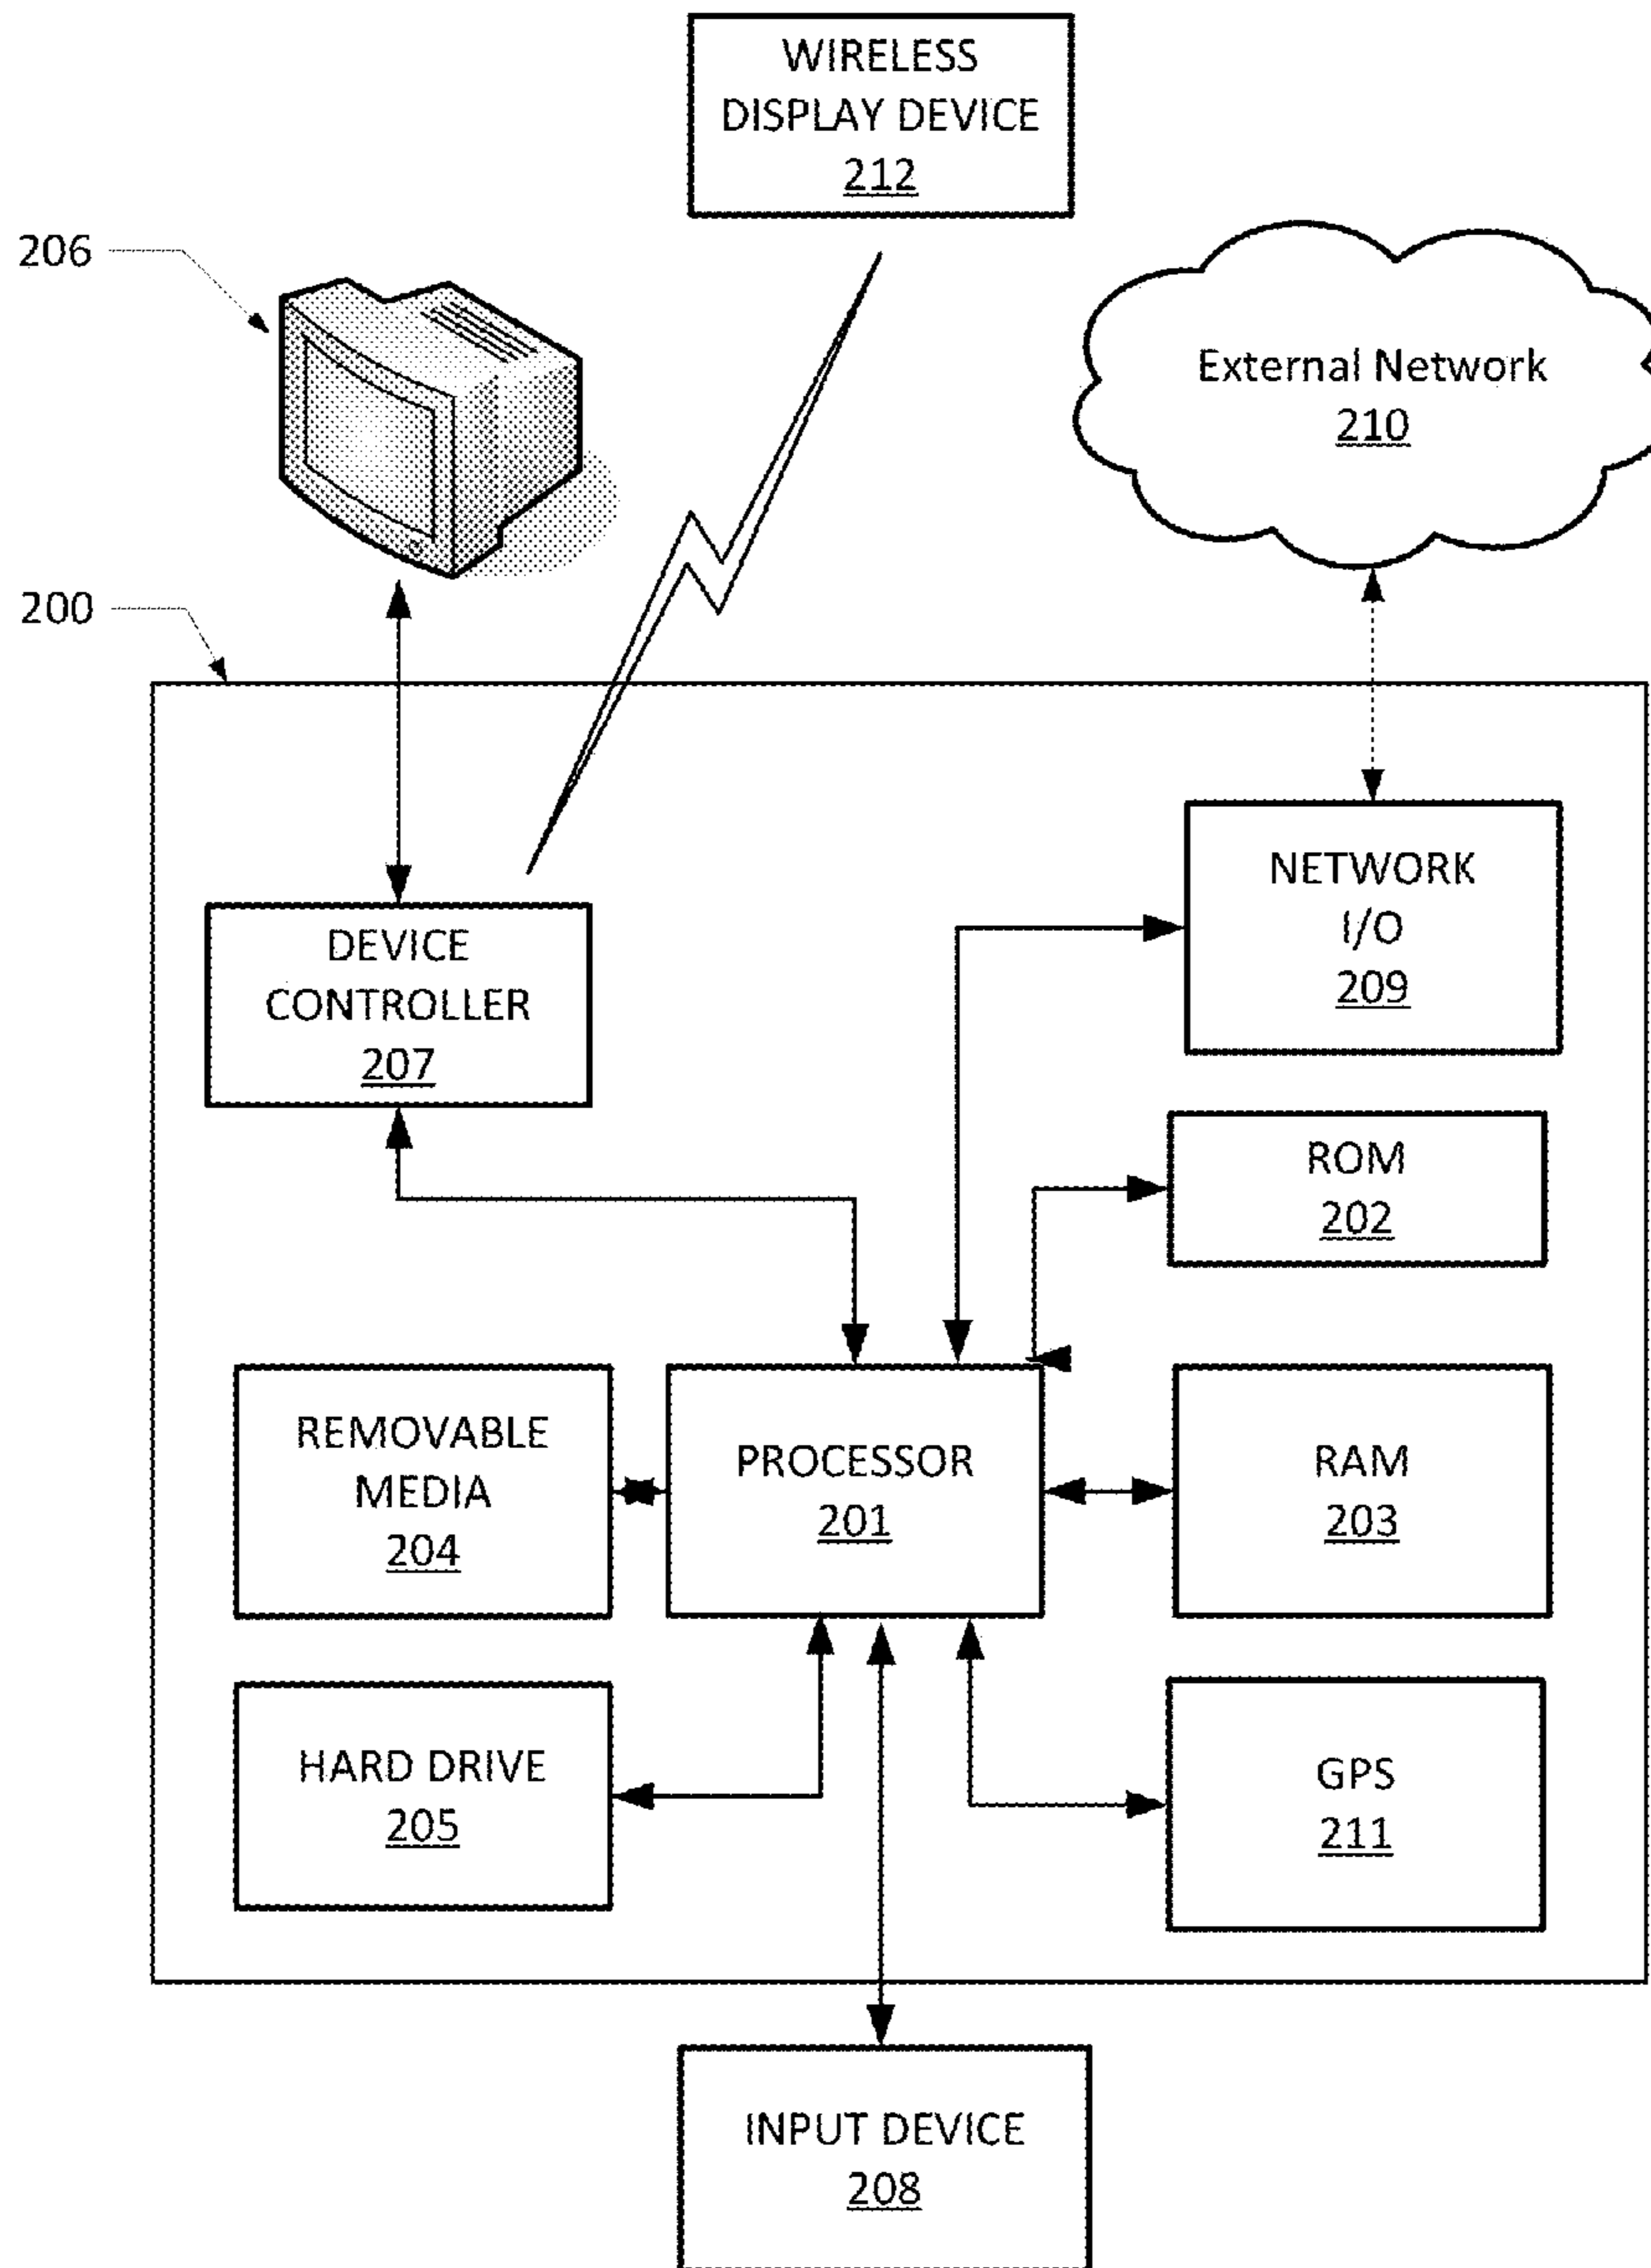 WIRELESS
DISPLAY DEVICE
212
206
External Network
210
200
NETWORK
I/O
209
DEVICE
CONTROLLER
207
ROM
202
REMOVABLE
MEDIA
204
PROCESSOR
201
RAM
203
HARD DRIVE
205
GPS
211
INPUT DEVICE
208